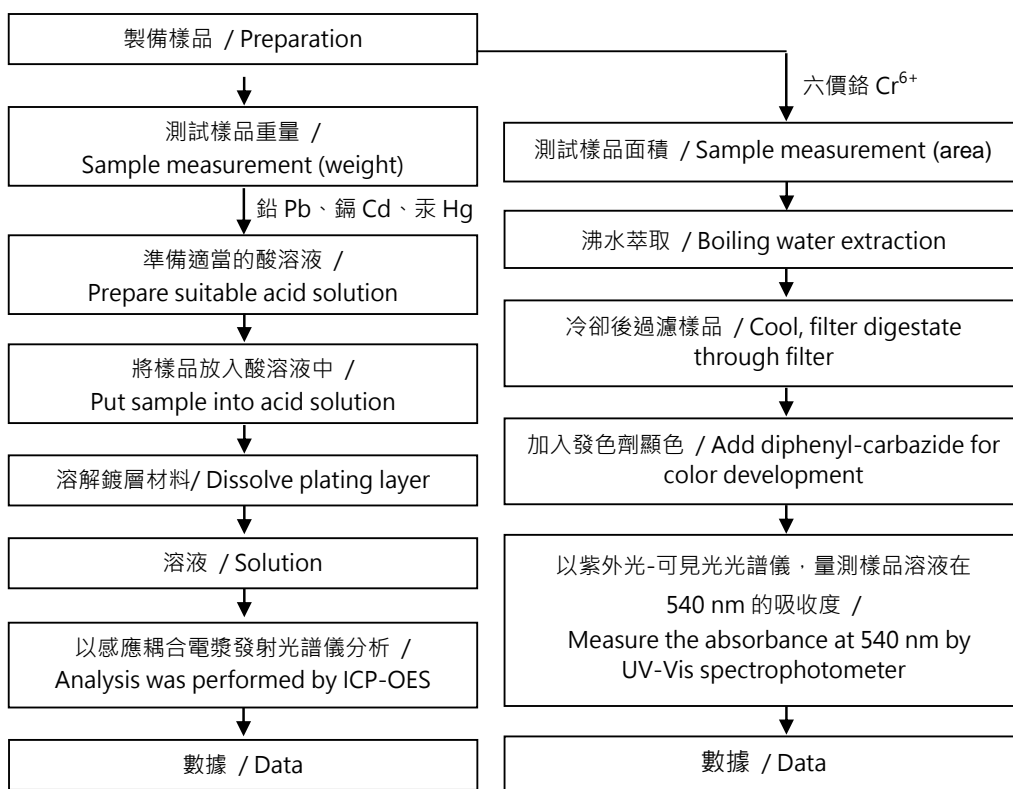 製備樣品 / Preparation
測試樣品重量 /
Sample measurement (weight)
鉛 Pb、鎘 Cd、汞 Hg
準備適當的酸溶液 /
Prepare suitable acid solution
將樣品放入酸溶液中 /
Put sample into acid solution
溶解鍍層材料/ Dissolve plating layer
溶液 / Solution
以感應耦合電漿發射光譜儀分析 /
Analysis was performed by ICP-OES
數據 / Data
六價鉻 Cr⁶⁺
測試樣品面積 / Sample measurement (area)
沸水萃取 / Boiling water extraction
冷卻後過濾樣品 / Cool, filter digestate
through filter
加入發色劑顯色 / Add diphenyl-carbazide for
color development
以紫外光-可見光光譜儀，量測樣品溶液在
540 nm 的吸收度 /
Measure the absorbance at 540 nm by
UV-Vis spectrophotometer
數據 / Data